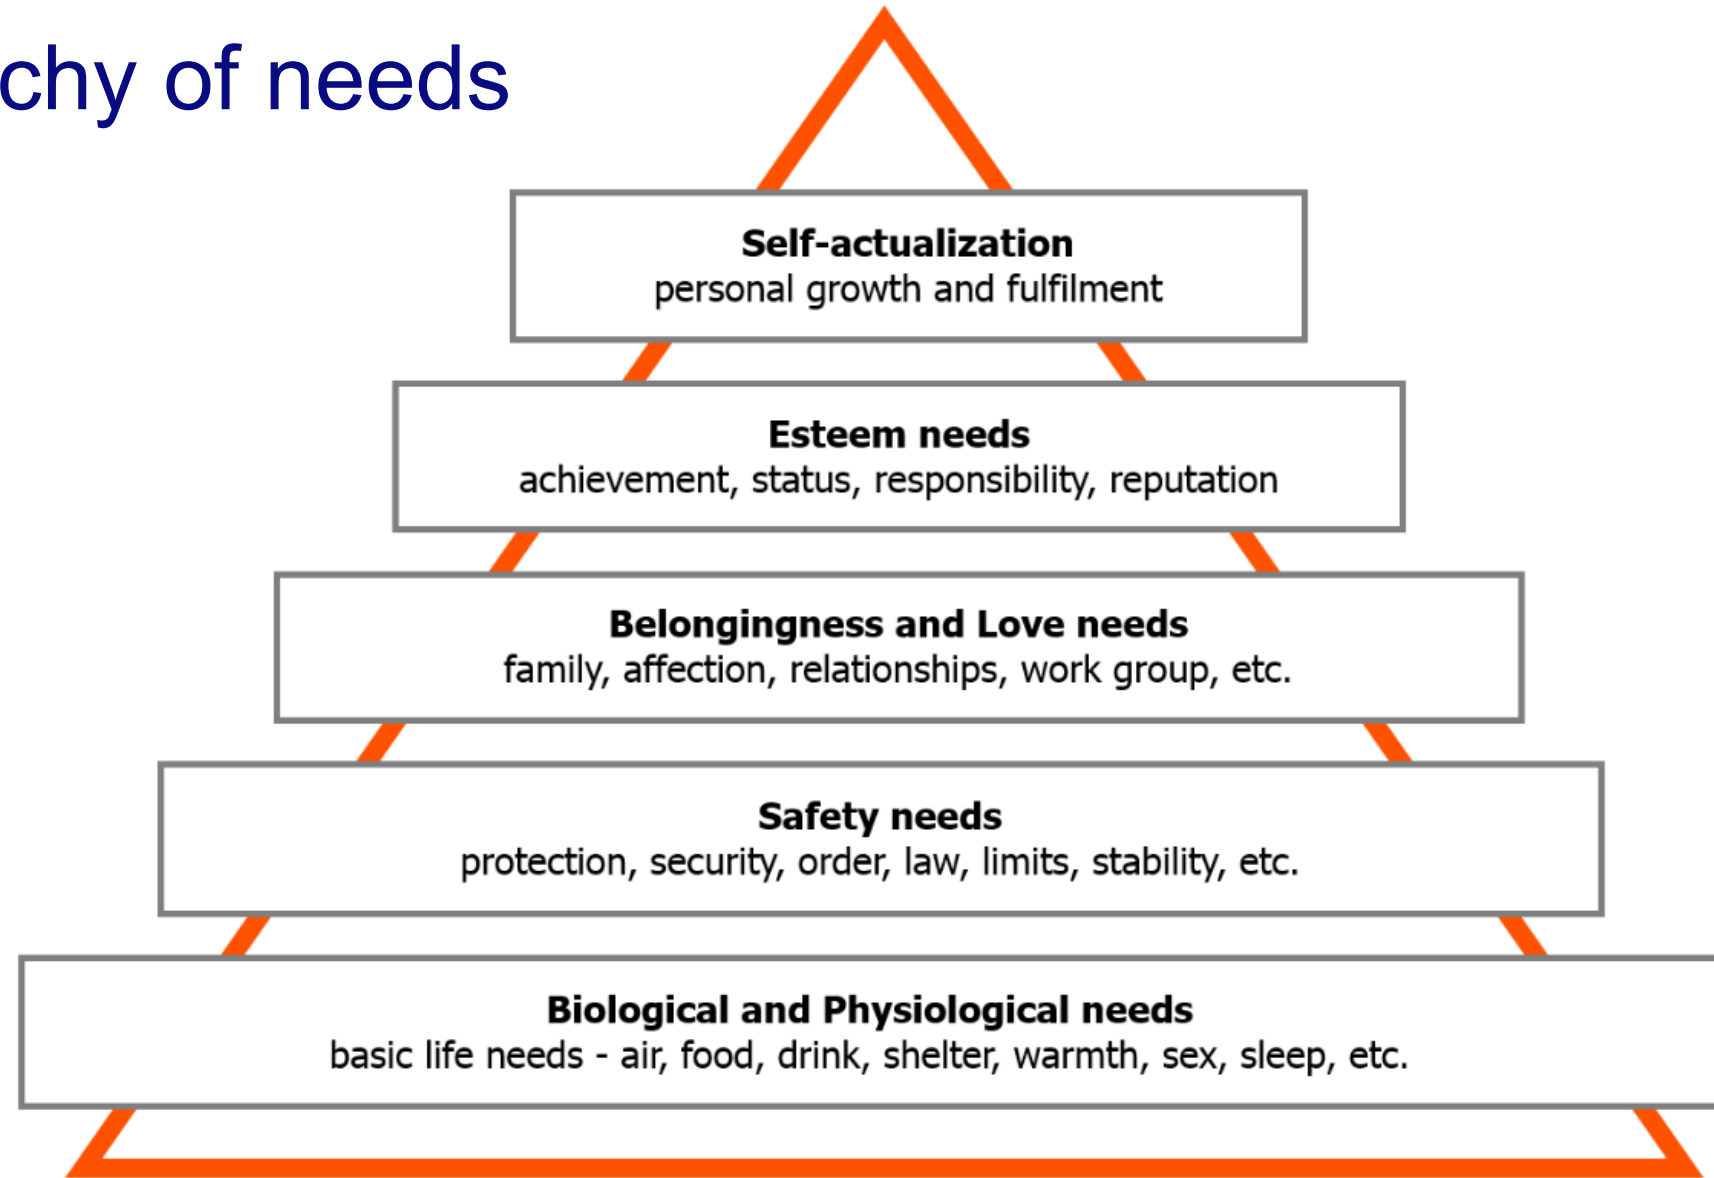 chy of needs
Self-actualization
personal growth and fulfilment
Esteem needs
achievement, status, responsibility, reputation
Belongingness and Love needs
family, affection, relationships, work group, etc.
Safety needs
protection, security, order, law, limits, stability, etc.
Biological and Physiological needs
basic life needs - air, food, drink, shelter, warmth, sex, sleep, etc.